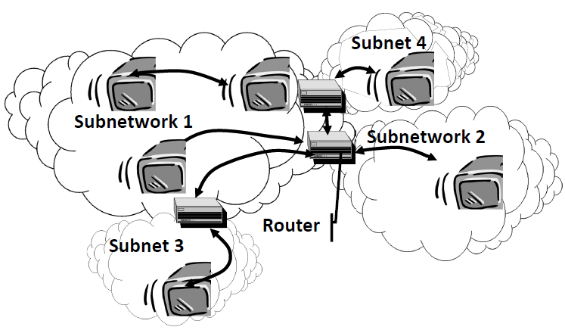 Subnet 4
Subnetwork 1
Subnetwork 2
Router
Subnet 3